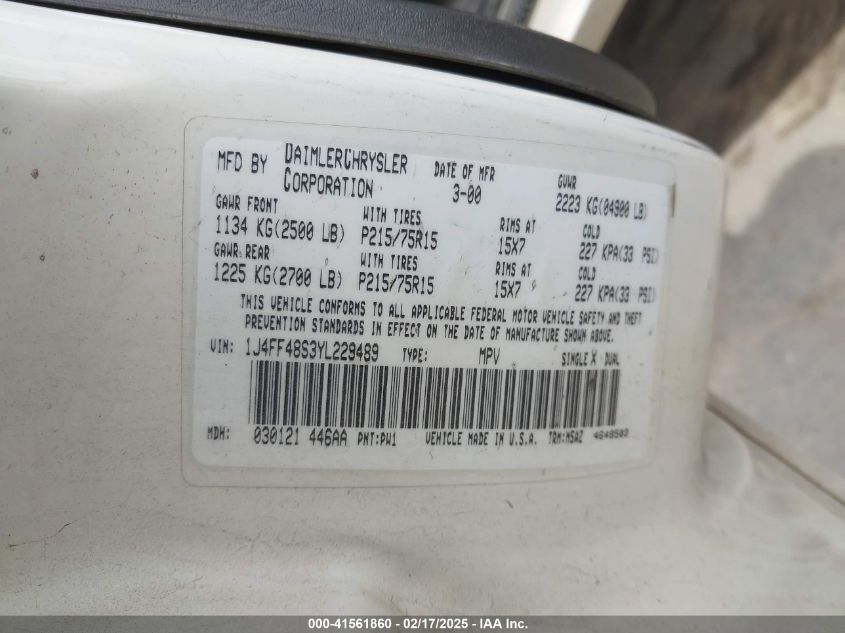 MFD BY DAIMLERCHRYSLER CORPORATION DATE OF MFR 3-00 GVWR 2223 KG(04900 LB)
GAWR FRONT WITH TIRES RIMS AT COLD
1134 KG(2500 LB) P215/75R15 15X7 227 KPA(33 PSI)
GAWR REAR WITH TIRES RIMS AT COLD
1225 KG(2700 LB) P215/75R15 15X7 227 KPA(33 PSI)
THIS VEHICLE CONFORMS TO ALL APPLICABLE FEDERAL MOTOR VEHICLE SAFETY AND THEFT
PREVENTION STANDARDS IN EFFECT ON THE DATE OF MANUFACTURE SHOWN ABOVE.
VIN: 1J4FF48S3YL229489 TYPE: MPV SINGLE X DUAL
MDH: 030121 446AA PNT:PW1 VEHICLE MADE IN U.S.A. TRM:MSAZ 4648503
000-41561860 - 02/17/2025 - IAA Inc.